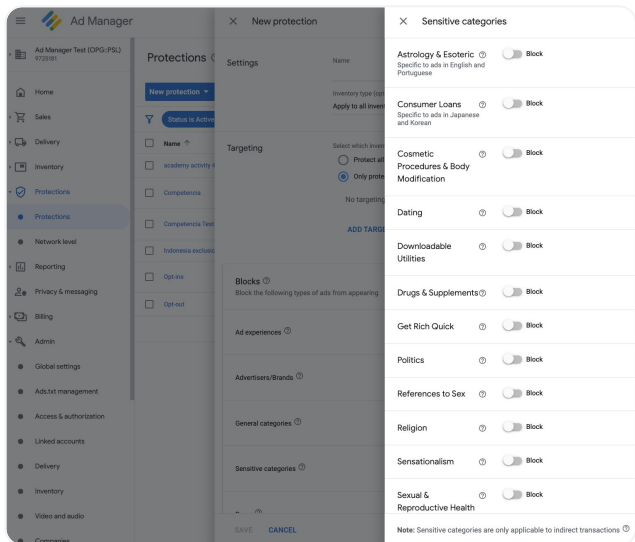 Ad Manager
Ad Manager Test (OPG:PSL)
Home
Sales
Delivery
Inventory
Protections
Protections
Network level
Reporting
Privacy & messaging
Billing
Admin
Global settings
Ads.txt management
Access & authorization
Linked accounts
Delivery
Inventory
Video and audio
Companies
Protections
New protection
Status is Active
Name
academy activity
Competencia
Competencia Test
Indonesia exclusio
Opt-ins
Opt-out
New protection
Settings
Name
Inventory type (opt
Apply to all invent
Targeting
Select which inven
Protect all
Only prote
No targeting
ADD TARGE
Blocks
Block the following types of ads from appearing
Ad experiences
Advertisers/Brands
General categories
Sensitive categories
SAVE CANCEL
Sensitive categories
Astrology & Esoteric Block
Specific to ads in English and
Portuguese
Consumer Loans Block
Specific to ads in Japanese
and Korean
Cosmetic Block
Procedures & Body
Modification
Dating Block
Downloadable Block
Utilities
Drugs & Supplements Block
Get Rich Quick Block
Politics Block
References to Sex Block
Religion Block
Sensationalism Block
Sexual & Block
Reproductive Health
Note: Sensitive categories are only applicable to indirect transactions